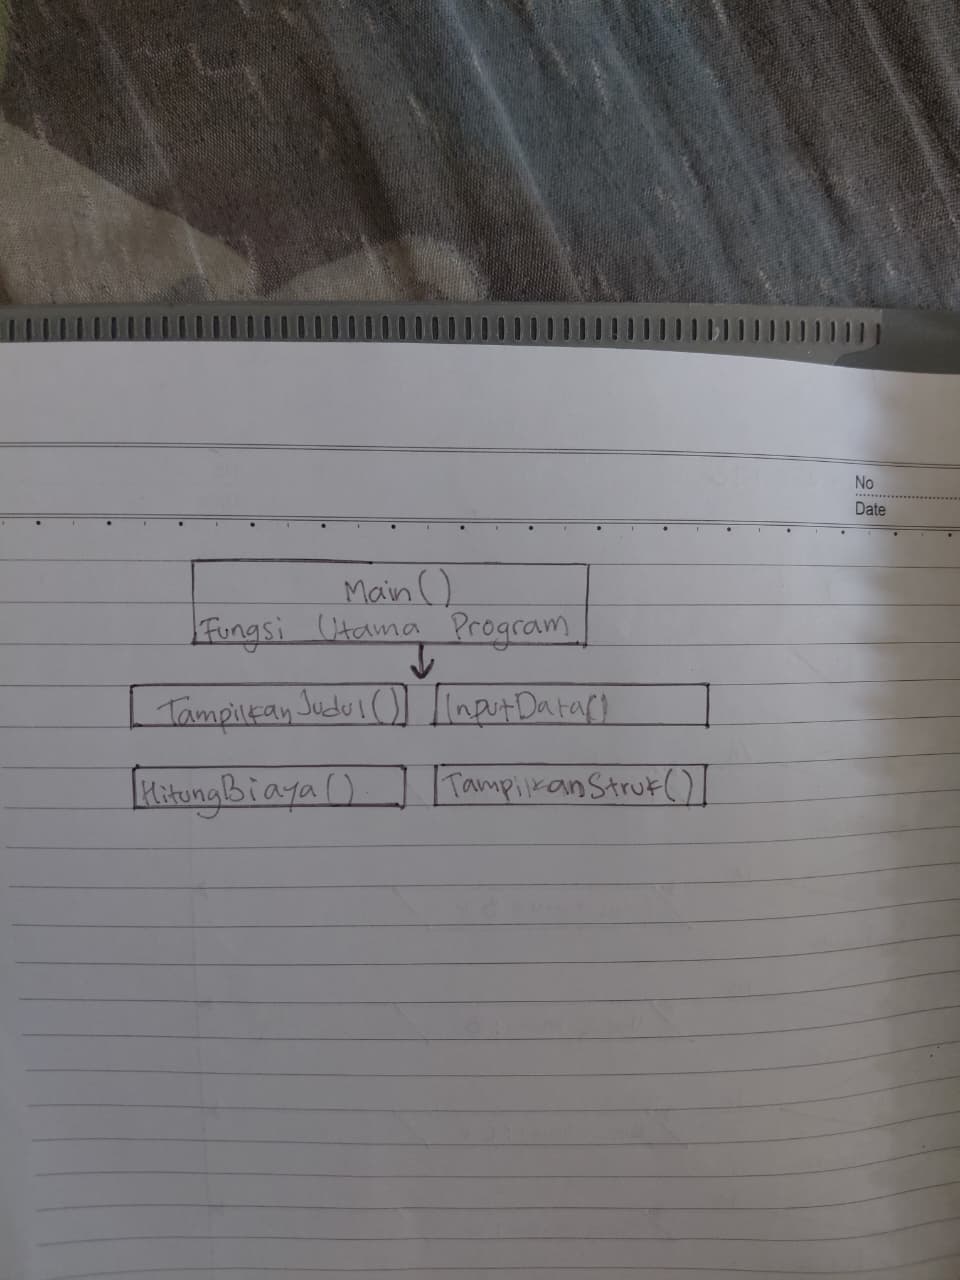 No
Date
Main()
Fungsi Utama Program
TampilkanJudul()
InputData()
HitungBiaya()
TampilkanStruk()